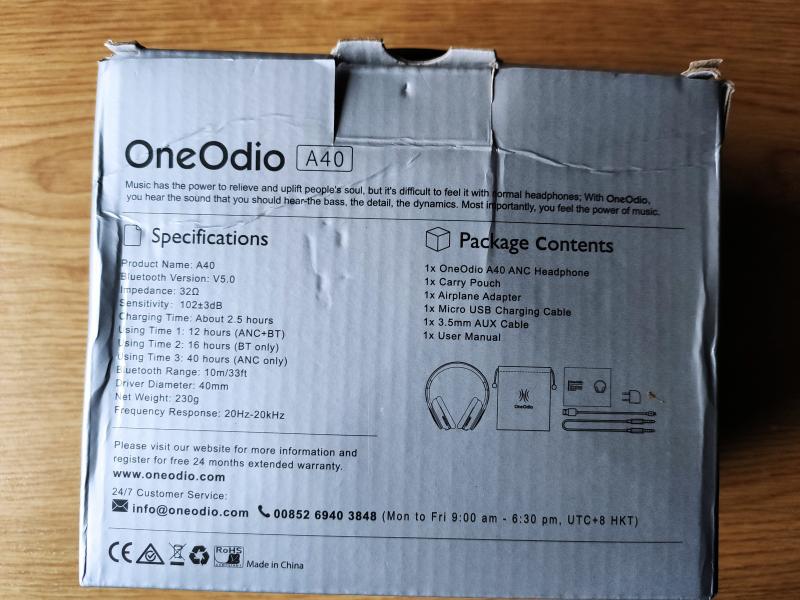 OneOdio A40
Music has the power to relieve and uplift people's soul, but it's difficult to feel it with normal headphones; With OneOdio,
you hear the sound that you should hear-the bass, the detail, the dynamics. Most importantly, you feel the power of music.
Specifications
Product Name: A40
Bluetooth Version: V5.0
Impedance: 32Ω
Sensitivity: 102±3dB
Charging Time: About 2.5 hours
Using Time 1: 12 hours (ANC+BT)
Using Time 2: 16 hours (BT only)
Using Time 3: 40 hours (ANC only)
Bluetooth Range: 10m/33ft
Driver Diameter: 40mm
Net Weight: 230g
Frequency Response: 20Hz-20kHz
Package Contents
1x OneOdio A40 ANC Headphone
1x Carry Pouch
1x Airplane Adapter
1x Micro USB Charging Cable
1x 3.5mm AUX Cable
1x User Manual
OneOdio
Please visit our website for more information and
register for free 24 months extended warranty.
www.oneodio.com
24/7 Customer Service:
info@oneodio.com 00852 6940 3848 (Mon to Fri 9:00 am - 6:30 pm, UTC+8 HKT)
CE RoHS Made in China